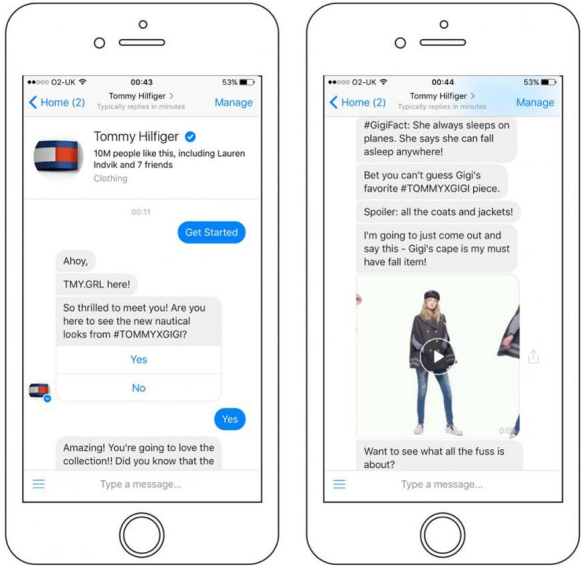 O2-UK 00:43 53%
Home (2) Tommy Hilfiger > Manage
Typically replies in minutes
Tommy Hilfiger
10M people like this, including Lauren
Indvik and 7 friends
Clothing
00:11
Get Started
Ahoy,
TMY.GRL here!
So thrilled to meet you! Are you
here to see the new nautical
looks from #TOMMYXGIGI?
Yes
No
Yes
Amazing! You're going to love the
collection!! Did you know that the
Type a message...
O2-UK 00:44 53%
Home (2) Tommy Hilfiger > Manage
Typically replies in minutes
#GigiFact: She always sleeps on
planes. She says she can fall
asleep anywhere!
Bet you can't guess Gigi's
favorite #TOMMYXGIGI piece.
Spoiler: all the coats and jackets!
I'm going to just come out and
say this - Gigi's cape is my must
have fall item!
Want to see what all the fuss is
about?
Type a message...